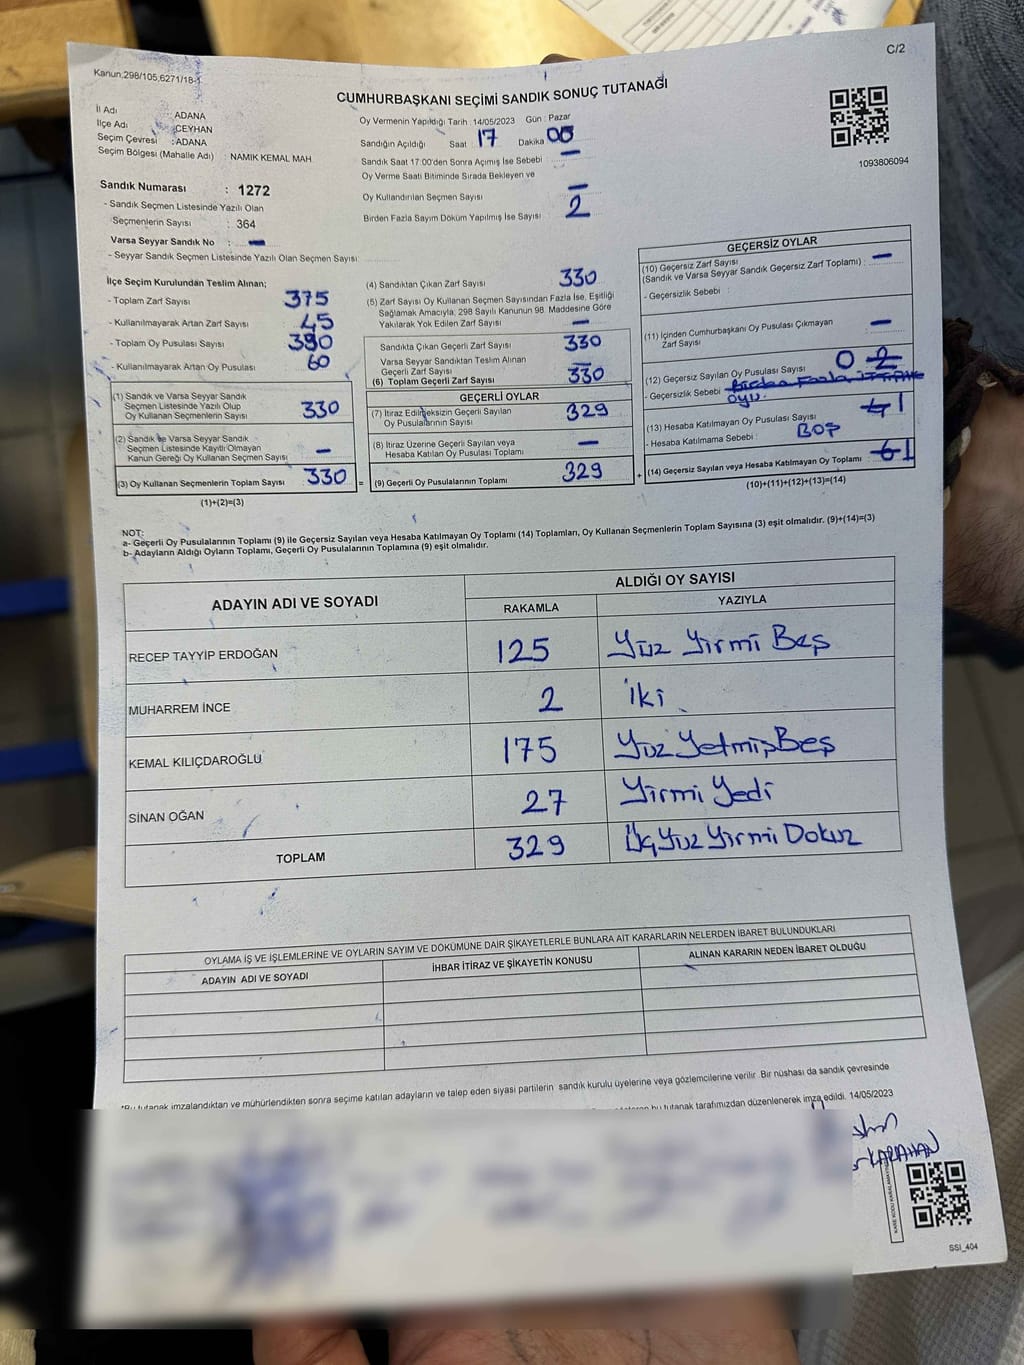 C/2
Kanun.298/105,6271/18-1
CUMHURBAŞKANI SEÇİMİ SANDIK SONUÇ TUTANAĞI
1093806094
İl Adı : ADANA
İlçe Adı : CEYHAN
Seçim Çevresi : ADANA
Seçim Bölgesi (Mahalle Adı) : NAMIK KEMAL MAH
Sandık Numarası : 1272
- Sandık Seçmen Listesinde Yazılı Olan
Seçmenlerin Sayısı : 364
Varsa Seyyar Sandık No : -
- Seyyar Sandık Seçmen Listesinde Yazılı Olan Seçmen Sayısı:
Oy Vermenin Yapıldığı Tarih : 14/05/2023 Gün : Pazar
Sandığın Açıldığı Saat 17 Dakika 00
Sandık Saat 17:00'den Sonra Açımış İse Sebebi : -
Oy Verme Saati Bitiminde Sırada Bekleyen ve
Oy Kullandırılan Seçmen Sayısı -
Birden Fazla Sayım Döküm Yapılmış İse Sayısı 2
İlçe Seçim Kurulundan Teslim Alınan;
- Toplam Zarf Sayısı 375
- Kullanılmayarak Artan Zarf Sayısı 45
- Toplam Oy Pusulası Sayısı 390
- Kullanılmayarak Artan Oy Pusulası 60
(1) Sandık ve Varsa Seyyar Sandık
Seçmen Listesinde Yazılı Olup
Oy Kullanan Seçmenlerin Sayısı 330
(2) Sandık ve Varsa Seyyar Sandık
Seçmen Listesinde Kayıtlı Olmayan
Kanun Gereği Oy Kullanan Seçmen Sayısı -
(3) Oy Kullanan Seçmenlerin Toplam Sayısı 330 =
(1)+(2)=(3)
(4) Sandıktan Çıkan Zarf Sayısı 330
(5) Zarf Sayısı Oy Kullanan Seçmen Sayısından Fazla İse, Eşitliği
Sağlamak Amacıyla, 298 Sayılı Kanunun 98. Maddesine Göre
Yakılarak Yok Edilen Zarf Sayısı -
Sandıkta Çıkan Geçerli Zarf Sayısı 330
Varsa Seyyar Sandıktan Teslim Alınan
Geçerli Zarf Sayısı -
(6) Toplam Geçerli Zarf Sayısı 330
GEÇERLİ OYLAR
(7) İtiraz Edilmeksizin Geçerli Sayılan
Oy Pusulalarının Sayısı 329
(8) İtiraz Üzerine Geçerli Sayılan veya
Hesaba Katılan Oy Pusulası Toplamı -
(9) Geçerli Oy Pusulalarının Toplamı 329 +
GEÇERSİZ OYLAR
(10) Geçersiz Zarf Sayısı -
(Sandık ve Varsa Seyyar Sandık Geçersiz Zarf Toplamı) :
- Geçersizlik Sebebi :
(11) İçinden Cumhurbaşkanı Oy Pusulası Çıkmayan -
Zarf Sayısı
(12) Geçersiz Sayılan Oy Pusulası Sayısı 0 2
- Geçersizlik Sebebi Birden Fazla
oyu.
(13) Hesaba Katılmayan Oy Pusulası Sayısı 4 1
- Hesaba Katılmama Sebebi : BOŞ
(14) Geçersiz Sayılan veya Hesaba Katılmayan Oy Toplamı 6 1
(10)+(11)+(12)+(13)=(14)
NOT:
a- Geçerli Oy Pusulalarının Toplamı (9) ile Geçersiz Sayılan veya Hesaba Katılmayan Oy Toplamı (14) Toplamları, Oy Kullanan Seçmenlerin Toplam Sayısına (3) eşit olmalıdır. (9)+(14)=(3)
b- Adayların Aldığı Oyların Toplamı, Geçerli Oy Pusulalarının Toplamına (9) eşit olmalıdır.
ADAYIN ADI VE SOYADI
ALDIĞI OY SAYISI
RAKAMLA YAZIYLA
RECEP TAYYİP ERDOĞAN 125 Yüz Yirmi Beş
MUHARREM İNCE 2 İki
KEMAL KILIÇDAROĞLU 175 Yüz Yetmiş Beş
SİNAN OĞAN 27 Yirmi Yedi
TOPLAM 329 Üç Yüz Yirmi Dokuz
OYLAMA İŞ VE İŞLEMLERİNE VE OYLARIN SAYIM VE DÖKÜMÜNE DAİR ŞİKAYETLERLE BUNLARA AİT KARARLARIN NELERDEN İBARET BULUNDUKLARI
ADAYIN ADI VE SOYADI İHBAR İTİRAZ VE ŞİKAYETİN KONUSU ALINAN KARARIN NEDEN İBARET OLDUĞU
*Bu tutanak imzalandıktan ve mühürlendikten sonra seçime katılan adayların ve talep eden siyasi partilerin sandık kurulu üyelerine veya gözlemcilerine verilir. Bir nüshası da sandık çevresinde
bu tutanak tarafımızdan düzenlenerek imza edildi. 14/05/2023
KARAHAN
SSI_404